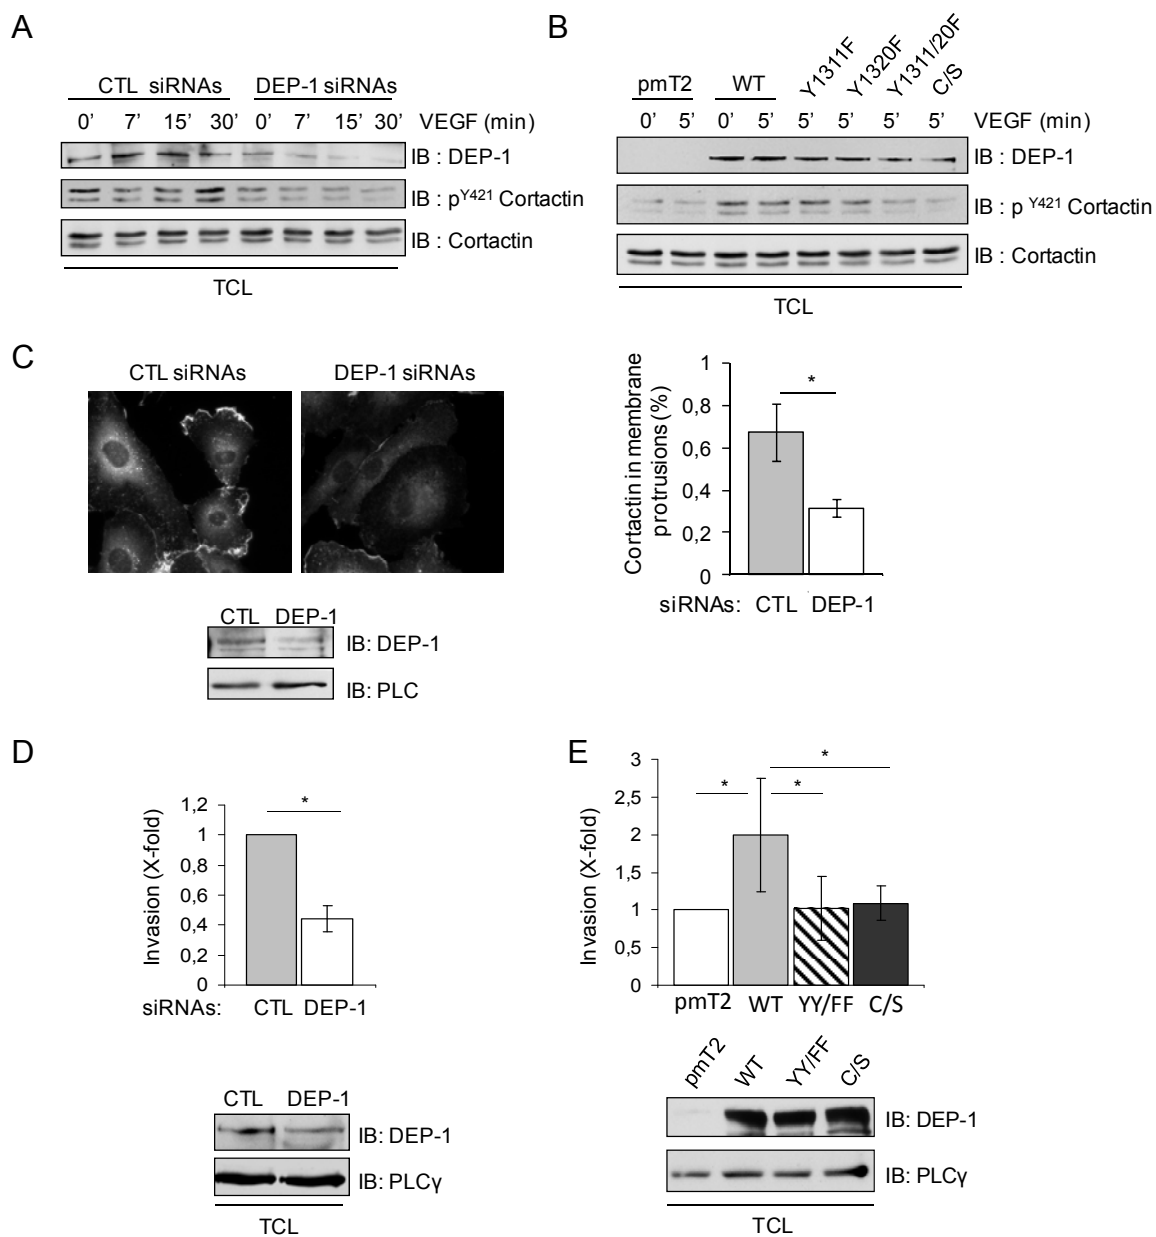 A
CTL siRNAs DEP-1 siRNAs
0’ 7’ 15’ 30’ 0’ 7’ 15’ 30’ VEGF (min)
IB : DEP-1
IB : pY421 Cortactin
IB : Cortactin
TCL
B
pmT2 WT Y1311F Y1320F Y1311/20F C/S
0’ 5’ 0’ 5’ 5’ 5’ 5’ 5’ VEGF (min)
IB : DEP-1
IB : p Y421 Cortactin
IB : Cortactin
TCL
C
CTL siRNAs DEP-1 siRNAs
CTL DEP-1
IB: DEP-1
IB: PLC
Cortactin in membrane
protrusions (%)
1
0,8
0,6
0,4
0,2
0
siRNAs: CTL DEP-1
*
D
Invasion (X-fold)
1,2
1
0,8
0,6
0,4
0,2
0
*
siRNAs: CTL DEP-1
CTL DEP-1
IB: DEP-1
IB: PLCγ
TCL
E
Invasion (X-fold)
3
2,5
2
1,5
1
0,5
0
*
* *
pmT2 WT YY/FF C/S
pmT2 WT YY/FF C/S
IB: DEP-1
IB: PLCγ
TCL